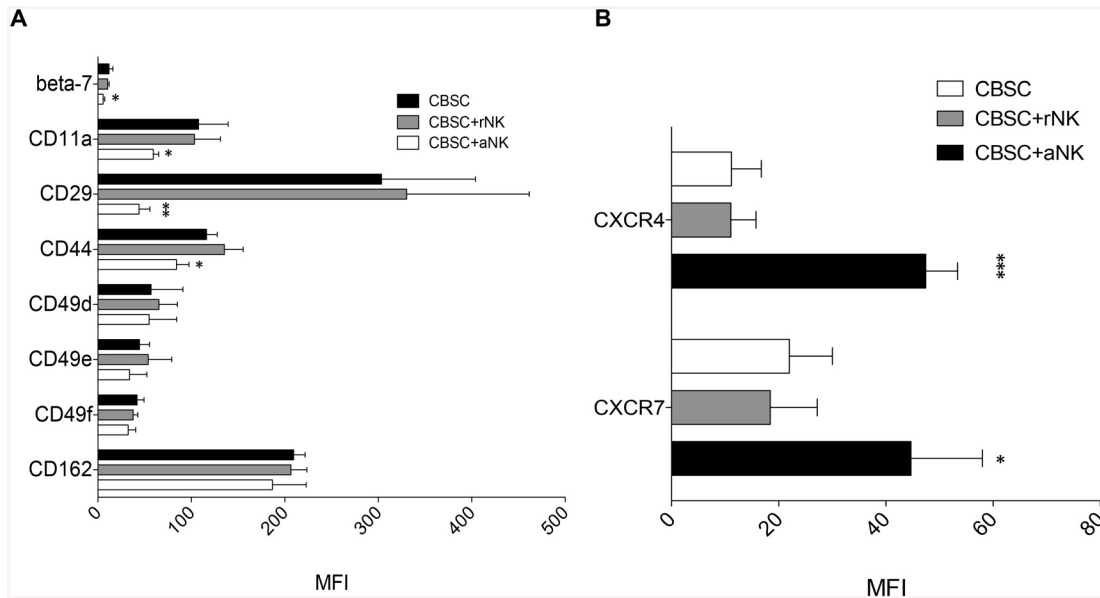 A
beta-7
*
CD11a
*
CD29
**
CD44
*
CD49d
CD49e
CD49f
CD162
CBSC
CBSC+rNK
CBSC+aNK
0
100
200
300
400
500
MFI
B
CBSC
CBSC+rNK
CBSC+aNK
CXCR4
***
CXCR7
*
0
20
40
60
80
MFI